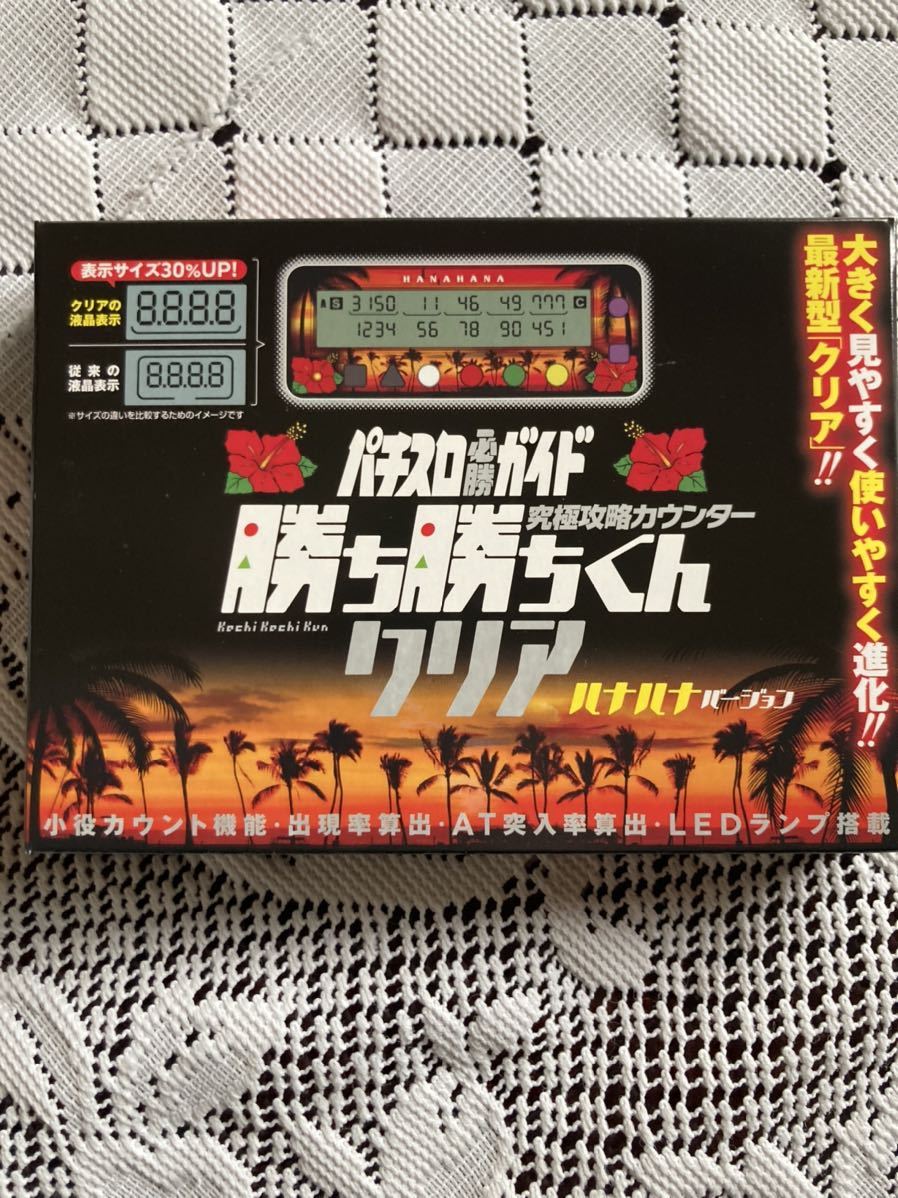 表示サイズ30%UP!
クリアの
液晶表示
8.8.8.8
従来の
液晶表示
8.8.8.8
※サイズの違いを比較するためのイメージです
HANAHANA
A S 3150 11 46 49 777 C
1234 56 78 90 451
大きく見やすく使いやすく進化!!
最新型「クリア」!!
パチスロ必勝ガイド
究極攻略カウンター
勝ち勝ちくん
Kachi Kachi Kun
クリア
ハナハナバージョン
小役カウント機能・出現率算出・AT突入率算出・LEDランプ搭載